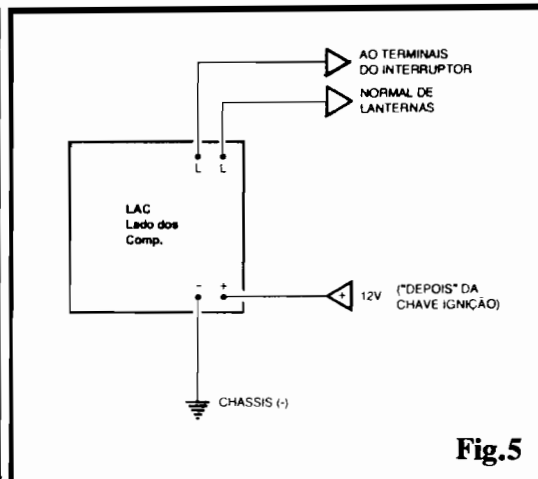 AO TERMINAIS
DO INTERRUPTOR
NORMAL DE
LANTERNAS
L L
LAC
Lado dos
Comp.
- +
+ 12V ("DEPOIS" DA
CHAVE IGNIÇÃO)
CHASSIS (-)
Fig.5